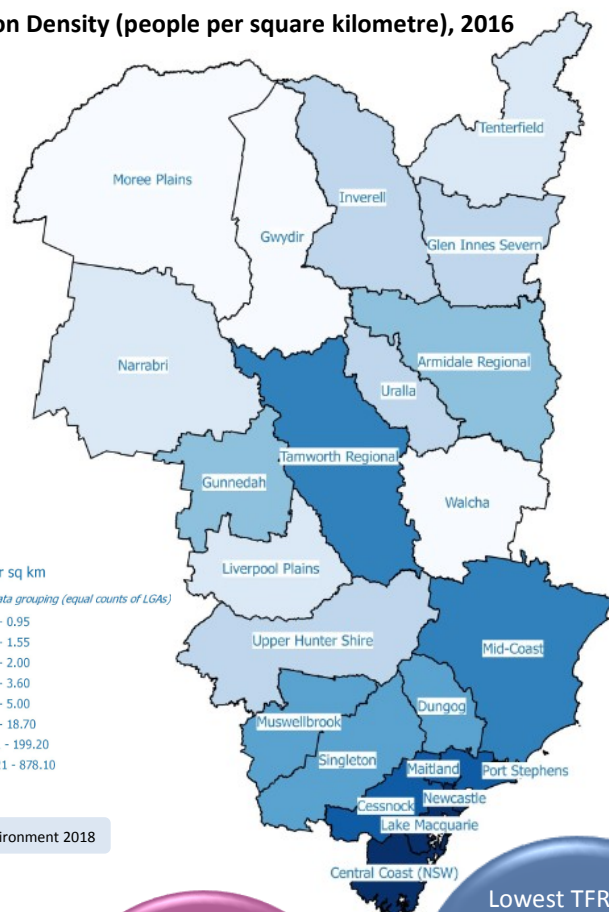 on Density (people per square kilometre), 2016
Tenterfield
Moree Plains
Inverell
Gwydir
Glen Innes Severn
Narrabri
Armidale Regional
Uralla
Tamworth Regional
Gunnedah
Walcha
Liverpool Plains
r sq km
ata grouping (equal counts of LGAs)
- 0.95
- 1.55
- 2.00
- 3.60
- 5.00
- 18.70
- 199.20
21 - 878.10
Upper Hunter Shire
Mid-Coast
Dungog
Muswellbrook
Singleton
Maitland
Port Stephens
Cessnock
Newcastle
Lake Macquarie
Central Coast (NSW)
ironment 2018
Lowest TFR